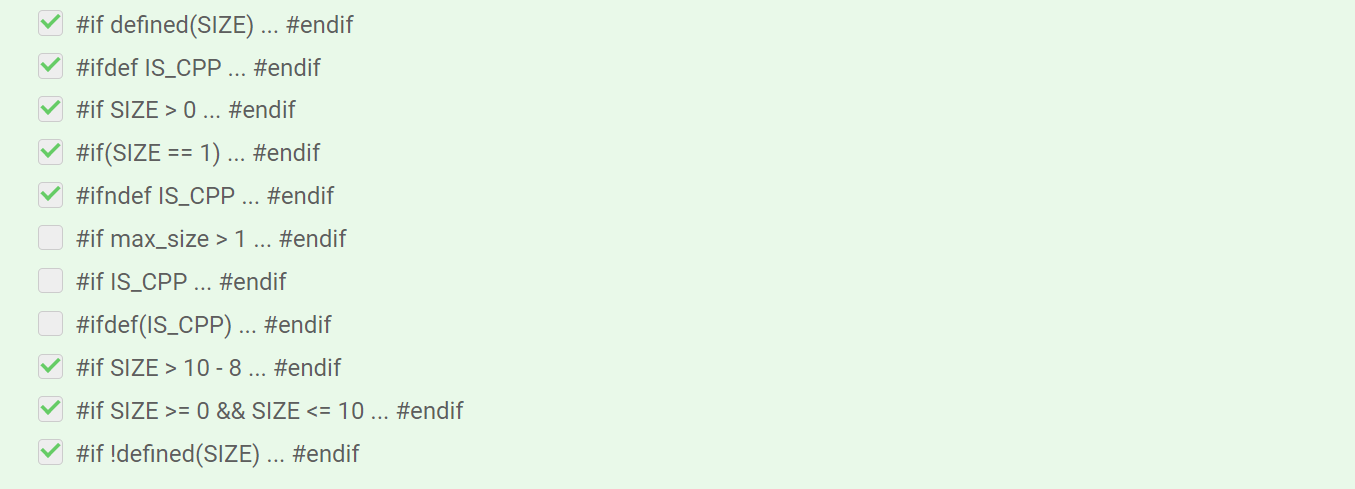 #if defined(SIZE) ... #endif
#ifdef IS_CPP ... #endif
#if SIZE > 0 ... #endif
#if(SIZE == 1) ... #endif
#ifndef IS_CPP ... #endif
#if max_size > 1 ... #endif
#if IS_CPP ... #endif
#ifdef(IS_CPP) ... #endif
#if SIZE > 10 - 8 ... #endif
#if SIZE >= 0 && SIZE <= 10 ... #endif
#if !defined(SIZE) ... #endif